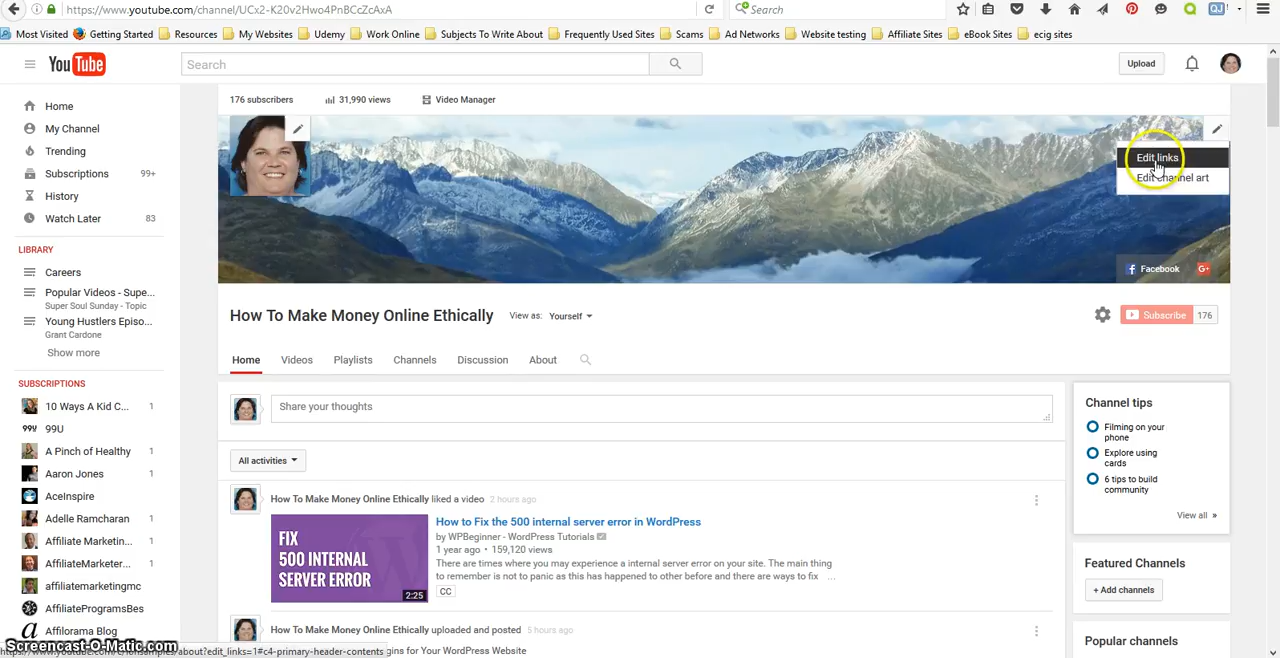 https://www.youtube.com/channel/UCx2-K20v2Hwo4PnBCcZcAxA
Search
Most Visited Getting Started Resources My Websites Udemy Work Online Subjects To Write About Frequently Used Sites Scams Ad Networks Website testing Affiliate Sites eBook Sites ecig sites
YouTube
Search
Upload
Home
My Channel
Trending
Subscriptions 99+
History
Watch Later 83
LIBRARY
Careers
Popular Videos - Supe...
Super Soul Sunday - Topic
Young Hustlers Episo...
Grant Cardone
Show more
SUBSCRIPTIONS
10 Ways A Kid C... 1
99U 99U
A Pinch of Healthy 1
Aaron Jones 1
AceInspire
Adelle Ramcharan 1
Affiliate Marketin... 1
AffiliateMarketer... 1
affiliatemarketingmc
AffiliateProgramsBes
a Affilorama Blog
176 subscribers 31,990 views Video Manager
Edit links
Edit channel art
Facebook G+
How To Make Money Online Ethically View as: Yourself
Subscribe 176
Home Videos Playlists Channels Discussion About
Share your thoughts
All activities
How To Make Money Online Ethically liked a video 2 hours ago
FIX
500 INTERNAL
SERVER ERROR
2:25
How to Fix the 500 internal server error in WordPress
by WPBeginner - WordPress Tutorials
1 year ago • 159,120 views
There are times where you may experience a internal server error on your site. The main thing
to remember is not to panic as this has happened to other before and there are ways to fix ...
CC
How To Make Money Online Ethically uploaded and posted 5 hours ago
gins for Your WordPress Website
Channel tips
Filming on your
phone
Explore using
cards
6 tips to build
community
View all »
Featured Channels
+ Add channels
Popular channels
Screencast-O-Matic.com